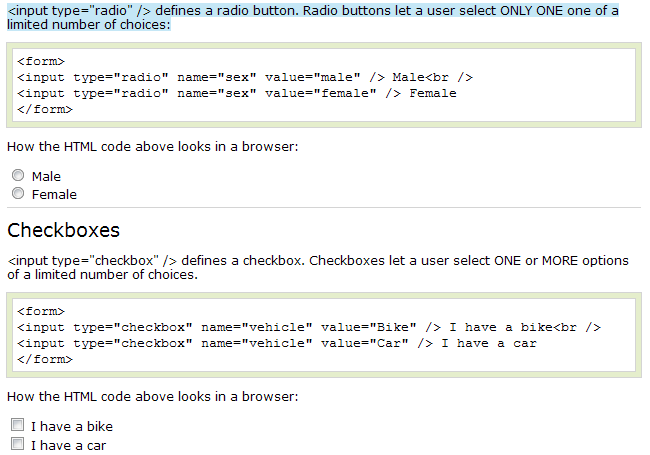 <input type="radio" /> defines a radio button. Radio buttons let a user select ONLY ONE one of a
limited number of choices:
<form>
<input type="radio" name="sex" value="male" /> Male<br />
<input type="radio" name="sex" value="female" /> Female
</form>
How the HTML code above looks in a browser:
Male
Female
Checkboxes
<input type="checkbox" /> defines a checkbox. Checkboxes let a user select ONE or MORE options
of a limited number of choices.
<form>
<input type="checkbox" name="vehicle" value="Bike" /> I have a bike<br />
<input type="checkbox" name="vehicle" value="Car" /> I have a car
</form>
How the HTML code above looks in a browser:
I have a bike
I have a car